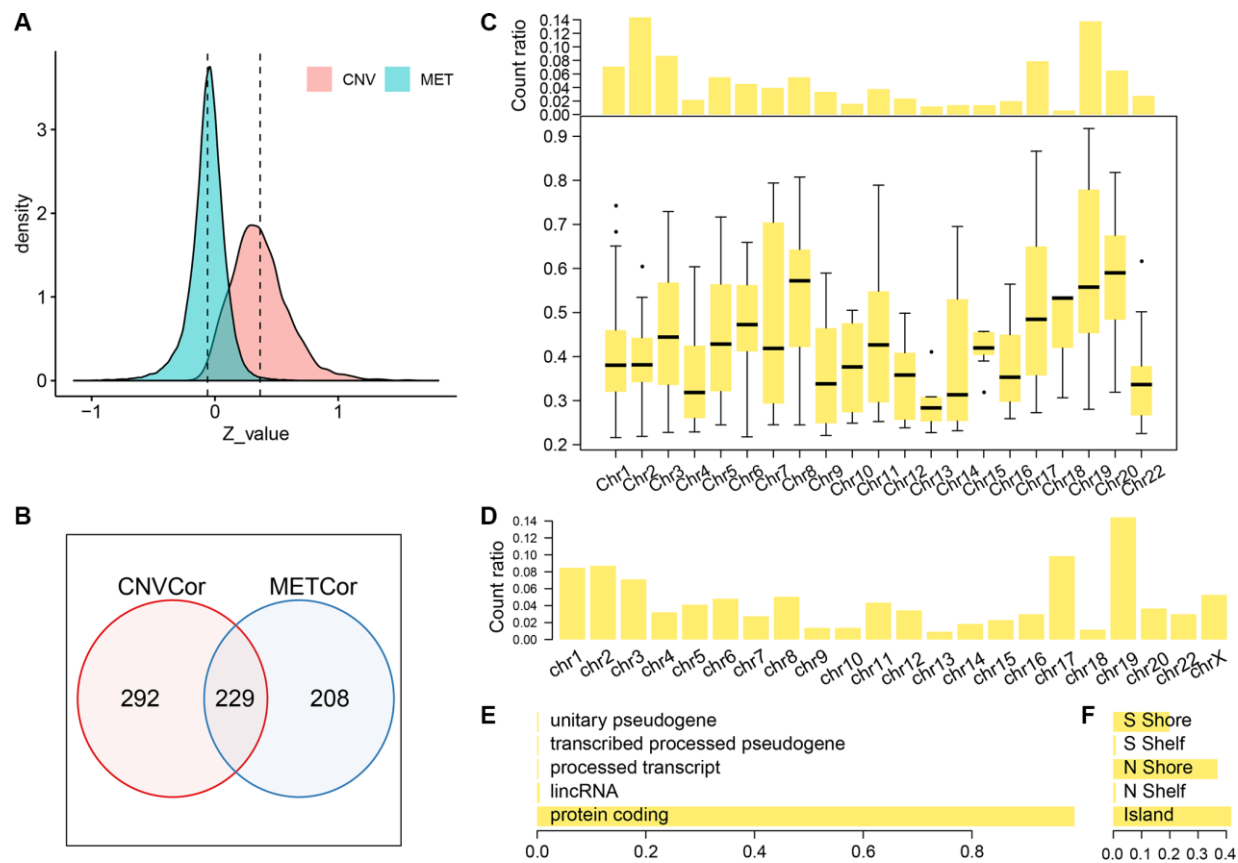 A
CNV MET
3
2
1
0
density
−1 0 1
Z_value
B
CNVCor METCor
292 229 208
C
0.14
0.12
0.10
0.08
0.06
0.04
0.02
0.00
Count ratio
0.9
0.8
0.7
0.6
0.5
0.4
0.3
0.2
Chr1 Chr2 Chr3 Chr4 Chr5 Chr6 Chr7 Chr8 Chr9 Chr10 Chr11 Chr12 Chr13 Chr14 Chr15 Chr16 Chr17 Chr18 Chr19 Chr20 Chr22
D
0.14
0.12
0.10
0.08
0.06
0.04
0.02
0.00
Count ratio
chr1 chr2 chr3 chr4 chr5 chr6 chr7 chr8 chr9 chr10 chr11 chr12 chr13 chr14 chr15 chr16 chr17 chr18 chr19 chr20 chr22 chrX
E
unitary pseudogene
transcribed processed pseudogene
processed transcript
lincRNA
protein coding
0.0 0.2 0.4 0.6 0.8
F
S Shore
S Shelf
N Shore
N Shelf
Island
0.0 0.1 0.2 0.3 0.4